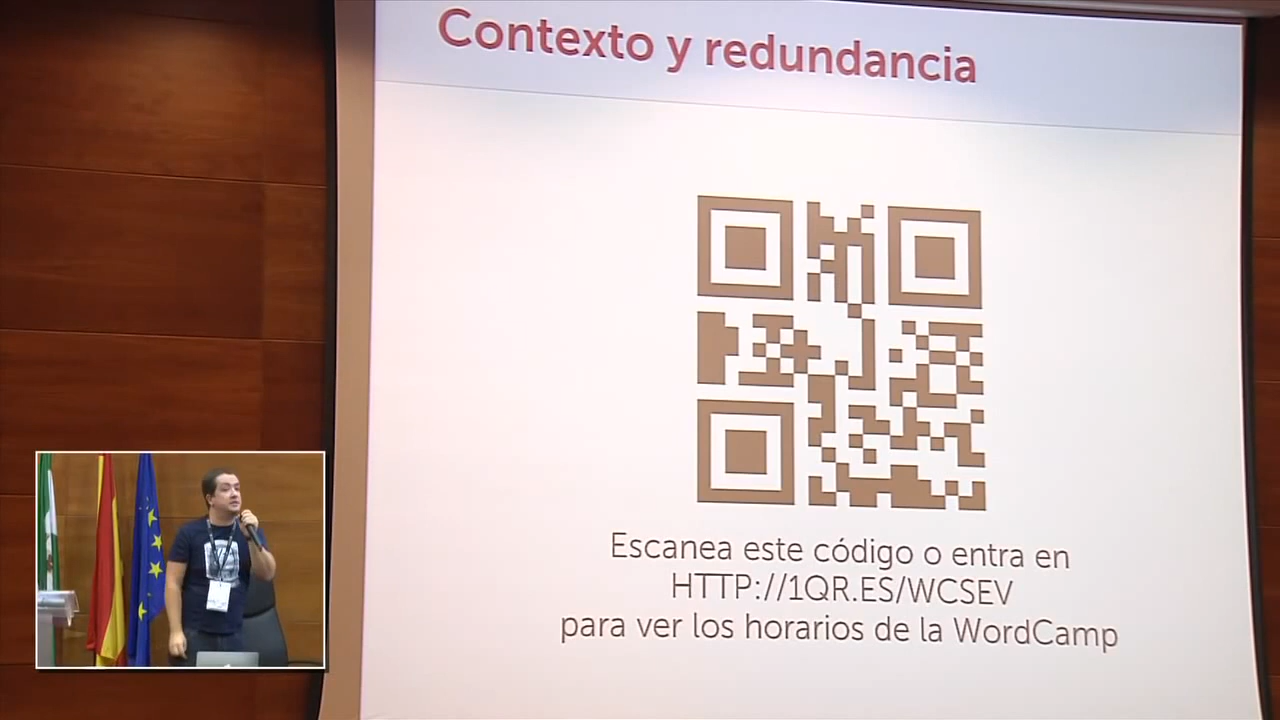 Contexto y redundancia
Escanea este código o entra en
HTTP://1QR.ES/WCSEV
para ver los horarios de la WordCamp